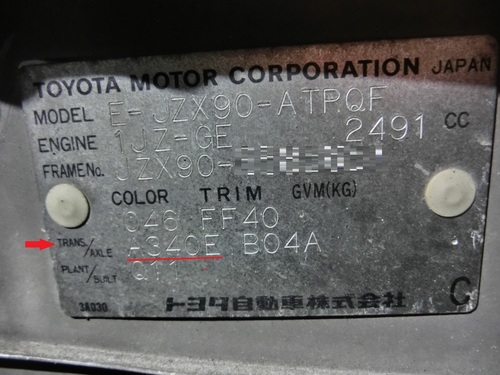 TOYOTA MOTOR CORPORATION JAPAN
MODEL E-JZX90-ATPQF
ENGINE 1JZ-GE 2491 CC
FRAME No. JZX90-
COLOR TRIM GVM(KG)
046 FF40
TRANS./AXLE A340E B04A
PLANT/BUILT
3A030 トヨタ自動車株式会社 C